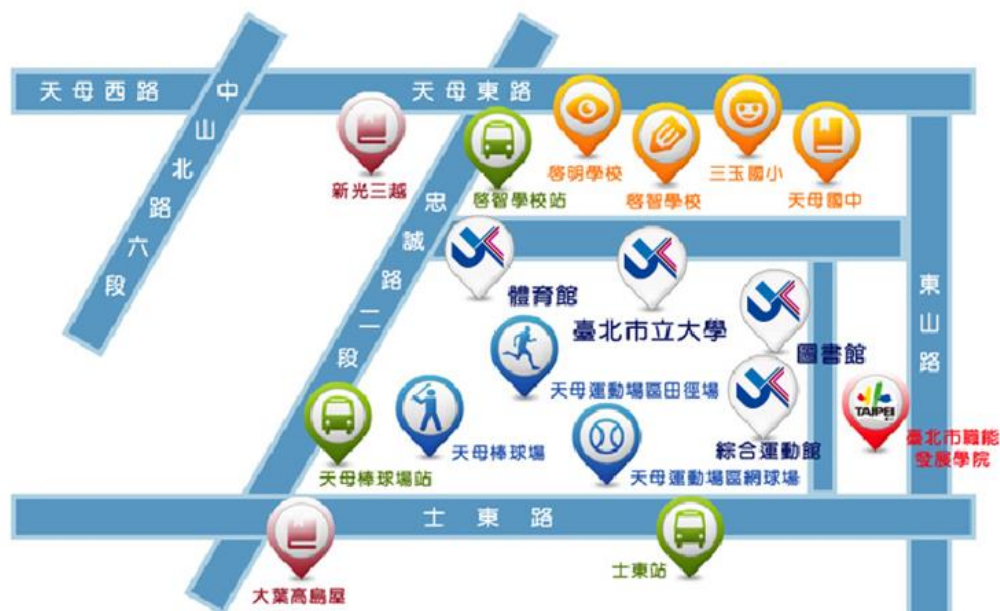 天母西路
中山北路六段
天母東路
新光三越
啓智學校站
啓明學校
啓智學校
三玉國小
天母國中
忠誠路二段
體育館
臺北市立大學
圖書館
東山路
天母運動場區田徑場
TAIPEI
臺北市職能
發展學院
天母棒球場站
天母棒球場
綜合運動館
天母運動場區網球場
士東路
大葉高島屋
士東站